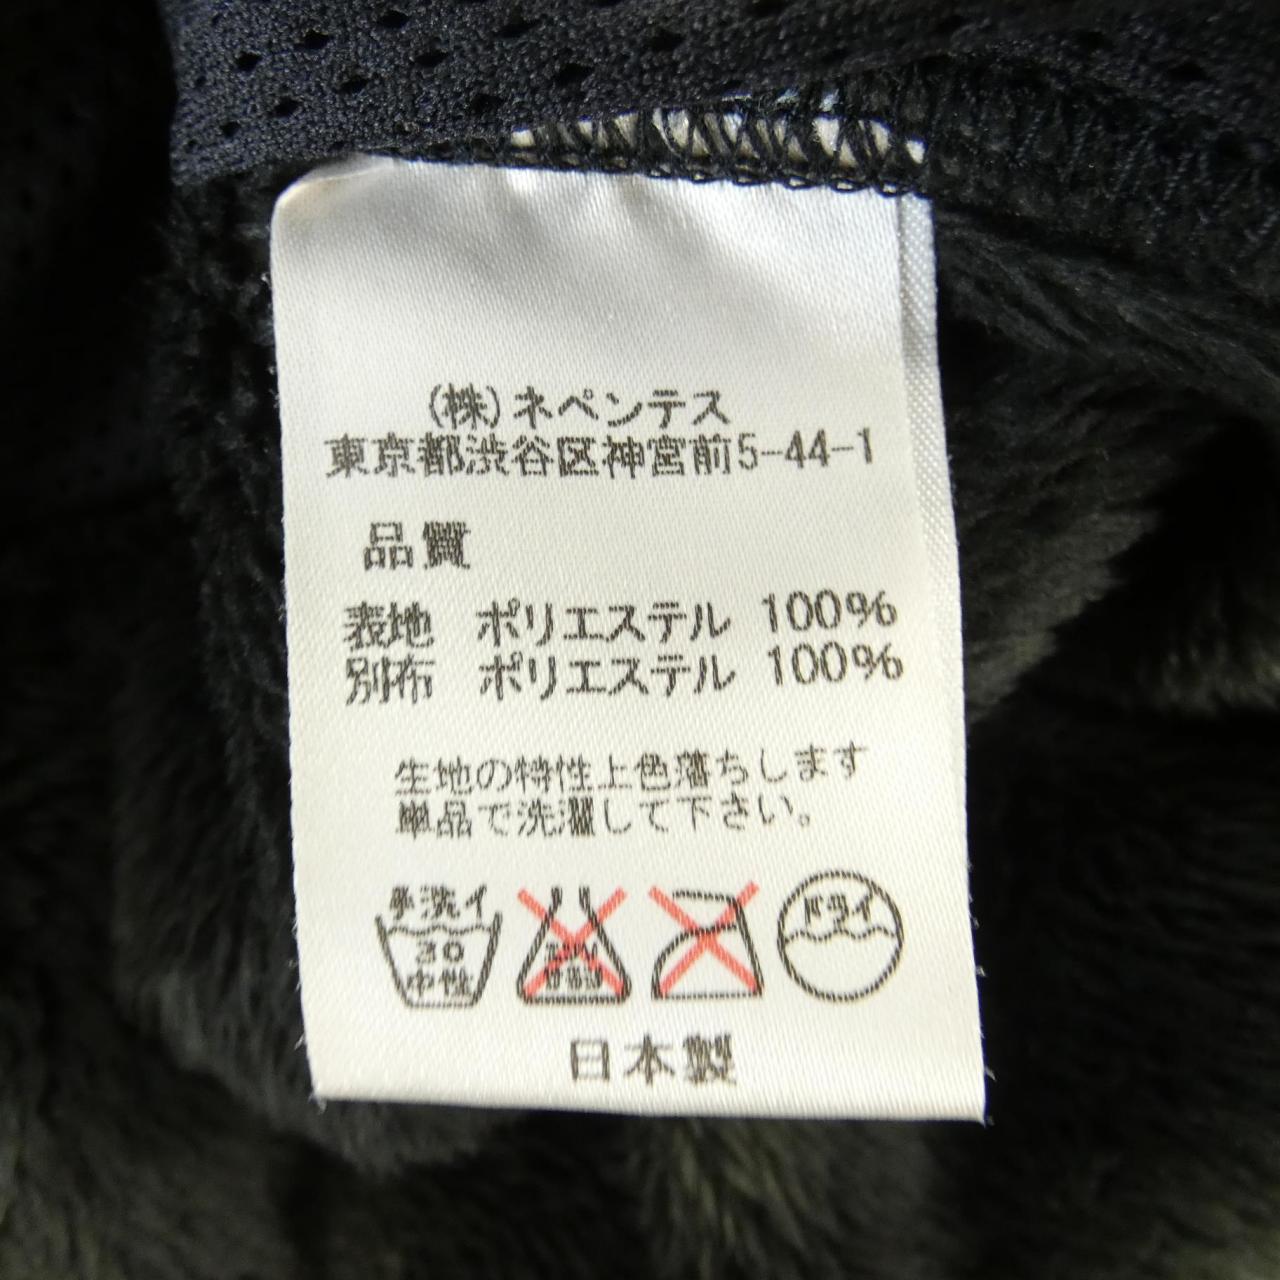 (株)ネペンテス
東京都渋谷区神宮前5-44-1
品質
表地 ポリエステル 100%
別布 ポリエステル 100%
生地の特性上色落ちします
単品で洗濯して下さい。
手洗イ
30
中性
ドライ
日本製